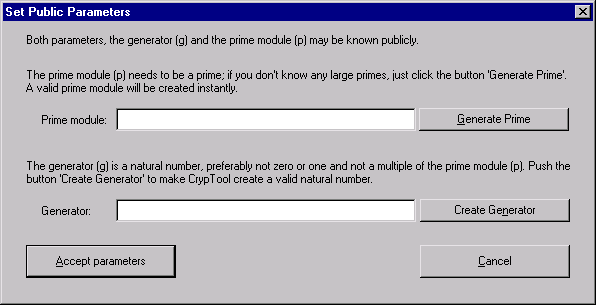 Set Public Parameters
Both parameters, the generator (g) and the prime module (p) may be known publicly.
The prime module (p) needs to be a prime; if you don't know any large primes, just click the button 'Generate Prime'.
A valid prime module will be created instantly.
Prime module:
Generate Prime
The generator (g) is a natural number, preferably not zero or one and not a multiple of the prime module (p). Push the
button 'Create Generator' to make CrypTool create a valid natural number.
Generator:
Create Generator
Accept parameters
Cancel